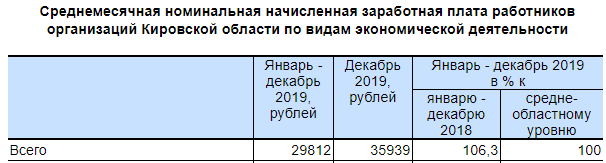 Среднемесячная номинальная начисленная заработная плата работников
организаций Кировской области по видам экономической деятельности
Январь - декабрь 2019, рублей
Декабрь 2019, рублей
Январь - декабрь 2019 в % к
январю - декабрю 2018
средне-областному уровню
Всего 29812 35939 106,3 100